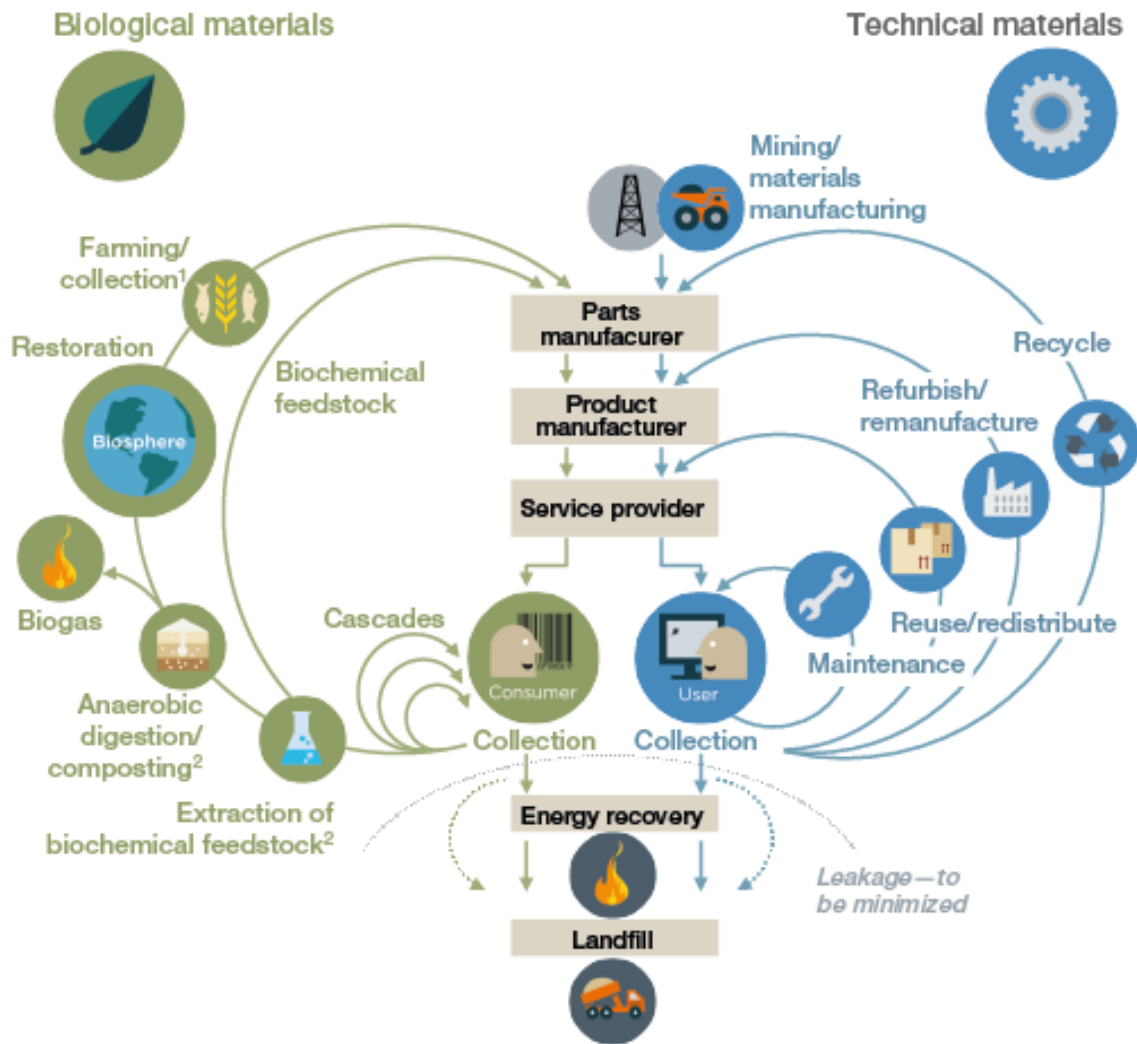 Biological materials
Technical materials
Mining/
materials
manufacturing
Farming/
collection¹
Restoration
Biosphere
Biochemical
feedstock
Parts
manufacurer
Product
manufacturer
Service provider
Recycle
Refurbish/
remanufacture
Reuse/redistribute
Maintenance
Biogas
Cascades
Consumer
User
Anaerobic
digestion/
composting²
Collection
Collection
Extraction of
biochemical feedstock²
Energy recovery
Leakage—to
be minimized
Landfill